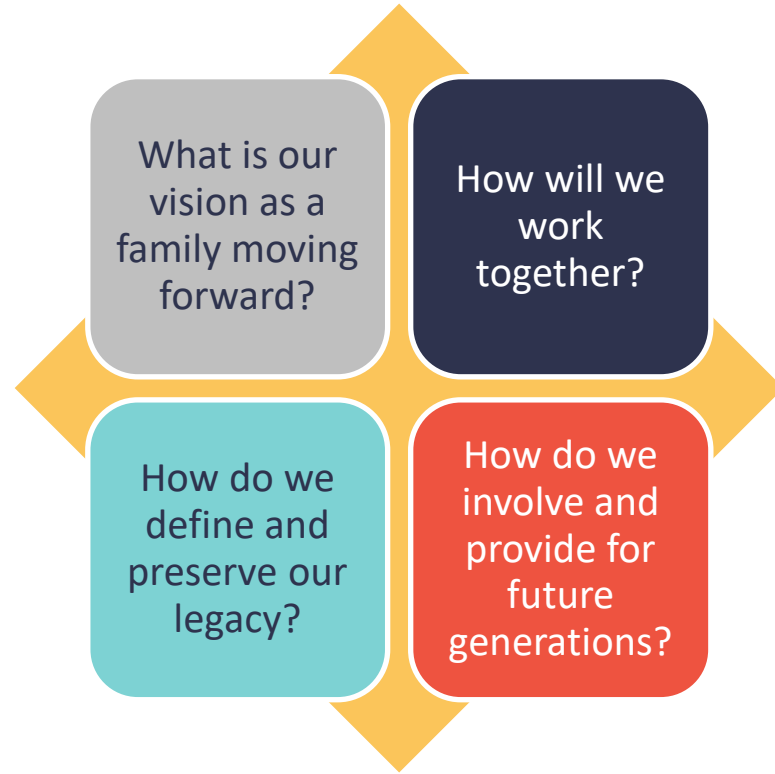 What is our
vision as a
family moving
forward?
How will we
work
together?
How do we
define and
preserve our
legacy?
How do we
involve and
provide for
future
generations?